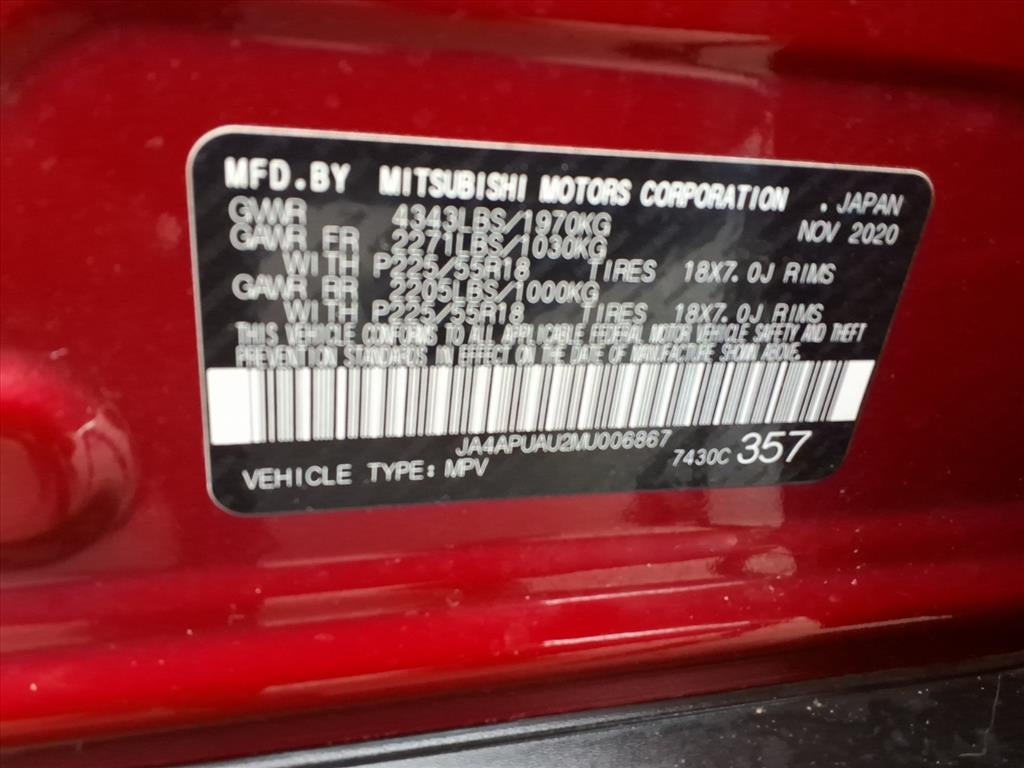 MFD.BY MITSUBISHI MOTORS CORPORATION . JAPAN
GVWR 4343LBS/1970KG NOV 2020
GAWR FR 2271LBS/1030KG
WITH P225/55R18 TIRES 18X7.0J RIMS
GAWR RR 2205LBS/1000KG
WITH P225/55R18 TIRES 18X7.0J RIMS
THIS VEHICLE CONFORMS TO ALL APPLICABLE FEDERAL MOTOR VEHICLE SAFETY AND THEFT
PREVENTION STANDARDS IN EFFECT ON THE DATE OF MANUFACTURE SHOWN ABOVE.
JA4APUAU2MU006867
VEHICLE TYPE: MPV 7430C 357